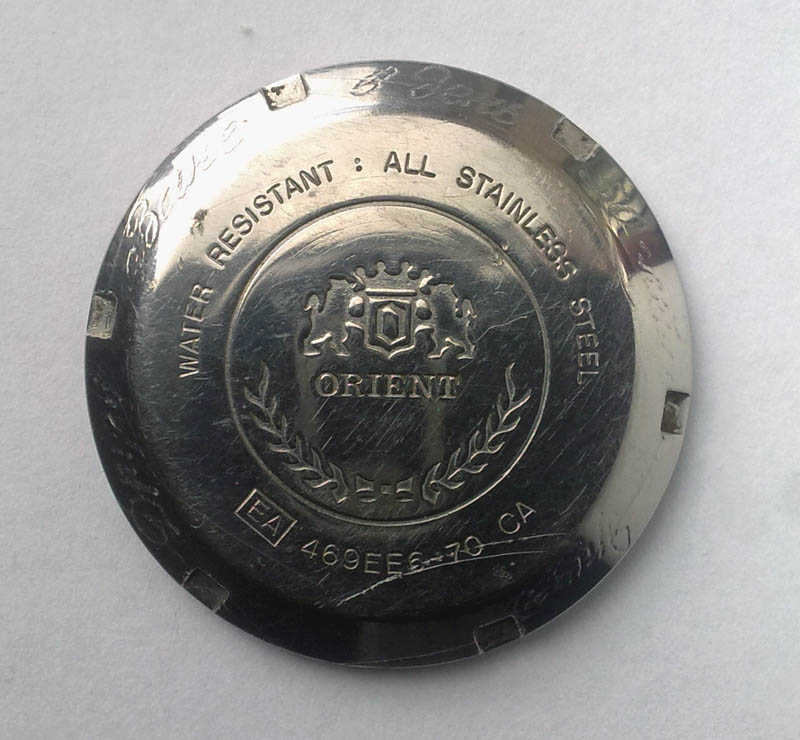 WATER RESISTANT : ALL STAINLESS STEEL
ORIENT
EA 469EE6-70 CA